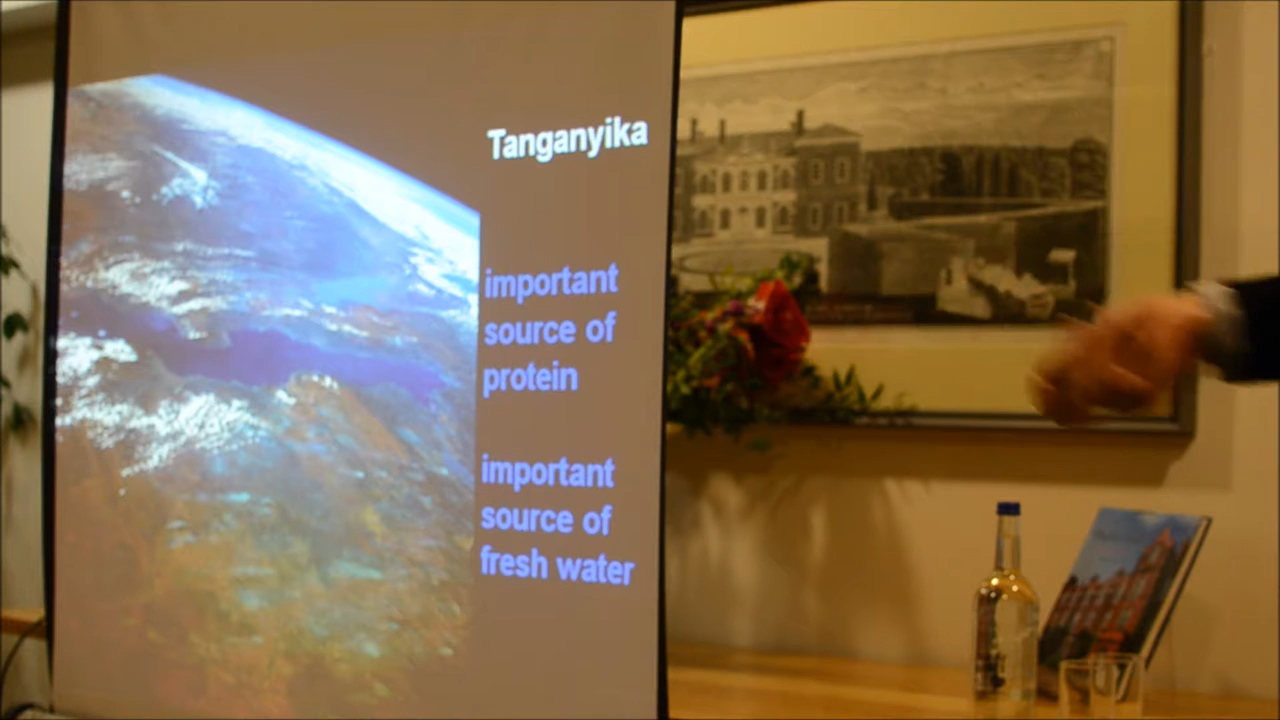 Tanganyika
important
source of
protein
important
source of
fresh water